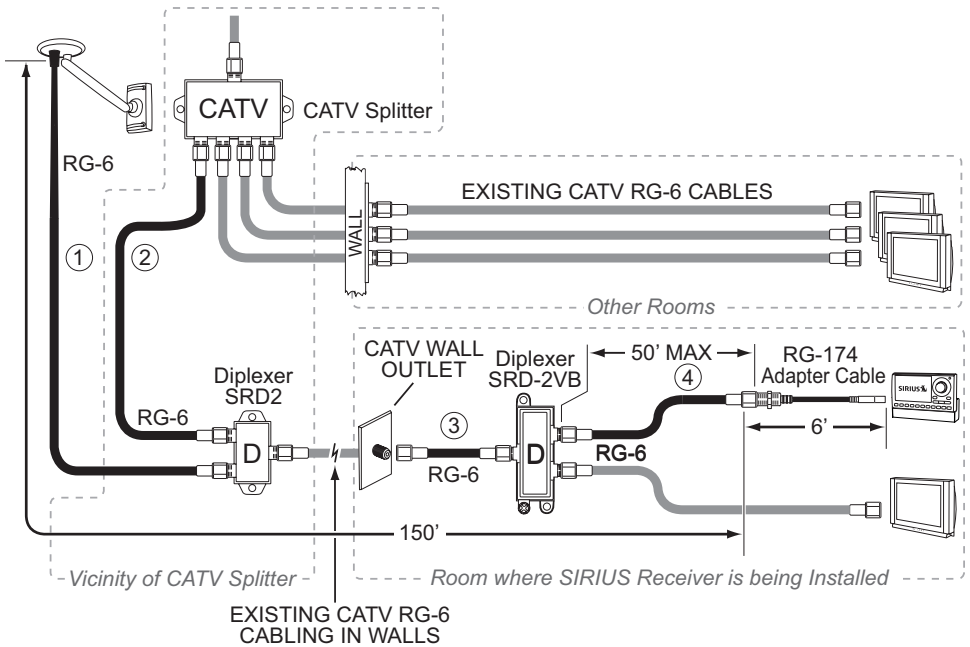 CATV
CATV Splitter
RG-6
1
2
EXISTING CATV RG-6 CABLES
WALL
Other Rooms
CATV WALL
OUTLET
Diplexer
SRD-2VB
50’ MAX
4
RG-174
Adapter Cable
SIRIUS
6’
Diplexer
SRD2
RG-6
D
3
RG-6
D
RG-6
150’
Vicinity of CATV Splitter
Room where SIRIUS Receiver is being Installed
EXISTING CATV RG-6
CABLING IN WALLS